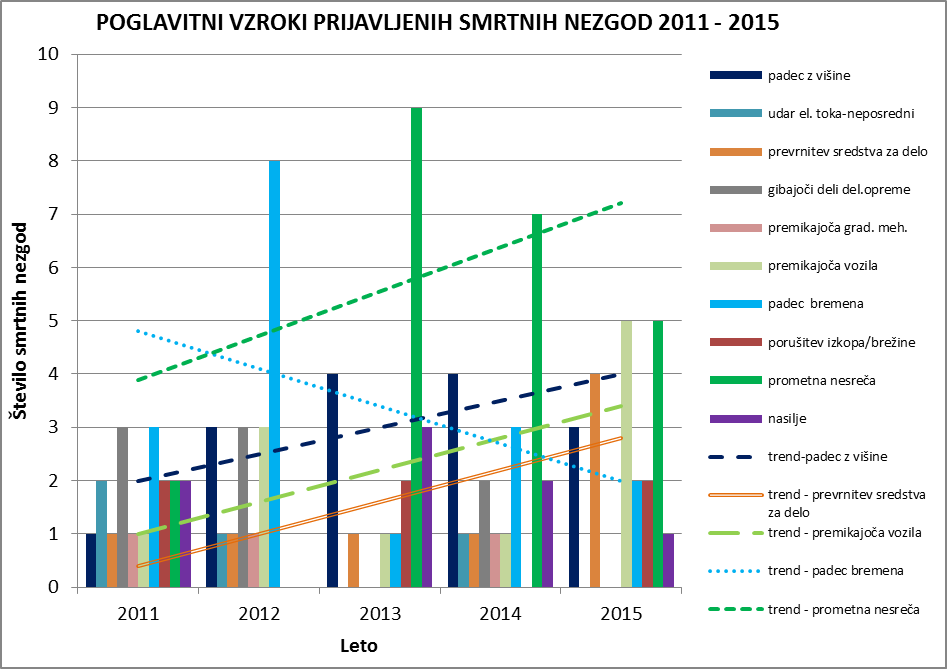 POGLAVITNI VZROKI PRIJAVLJENIH SMRTNIH NEZGOD 2011 - 2015
Število smrtnih nezgod
10
9
8
7
6
5
4
3
2
1
0
2011
2012
2013
2014
2015
Leto
padec z višine
udar el. toka-neposredni
prevrnitev sredstva za delo
gibajoči deli del.opreme
premikajoča grad. meh.
premikajoča vozila
padec bremena
porušitev izkopa/brežine
prometna nesreča
nasilje
trend-padec z višine
trend - prevrnitev sredstva
za delo
trend - premikajoča vozila
trend - padec bremena
trend - prometna nesreča